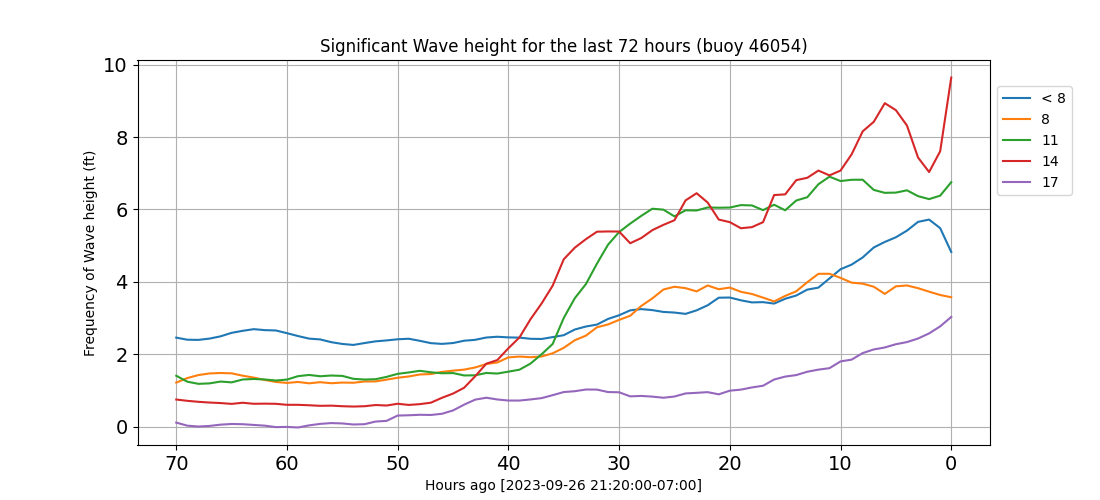 Significant Wave height for the last 72 hours (buoy 46054)
Frequency of Wave height (ft)
10
8
6
4
2
0
70 60 50 40 30 20 10 0
Hours ago [2023-09-26 21:20:00-07:00]
< 8
8
11
14
17